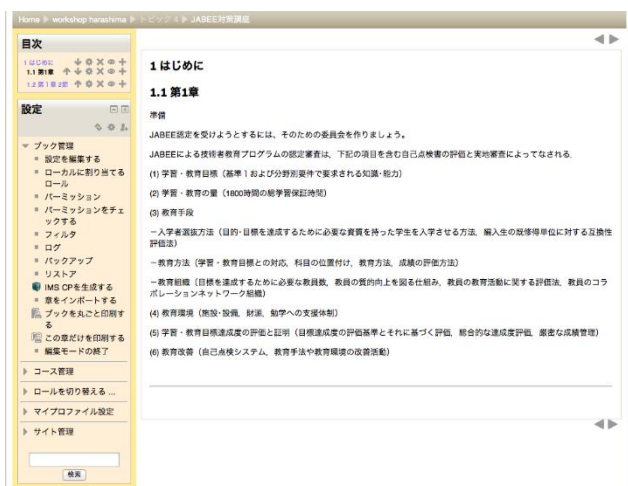 Home ▶ workshop harashima ▶ トピック 4 ▶ JABEE対策講座
目次
1 はじめに
1.1 第1章
1.2 第1章2節
設定
ブック管理
設定を編集する
ローカルに割り当てる
ロール
パーミッション
パーミッションをチェ
ックする
フィルタ
ログ
バックアップ
リストア
IMS CPを生成する
章をインポートする
ブックを丸ごと印刷す
る
この章だけを印刷する
編集モードの終了
コース管理
ロールを切り替える ...
マイプロファイル設定
サイト管理
検索
1 はじめに
1.1 第1章
準備
JABEE認定を受けようとするには、そのための委員会を作りましょう。
JABEEによる技術者教育プログラムの認定審査は、下記の項目を含む自己点検書の評価と実地審査によってなされる.
(1) 学習・教育目標（基準1および分野別要件で要求される知識・能力）
(2) 学習・教育の量（1800時間の総学習保証時間）
(3) 教育手段
－入学者選抜方法（目的・目標を達成するために必要な資質を持った学生を入学させる方法，編入生の既修得単位に対する互換性
評価法）
－教育方法（学習・教育目標との対応，科目の位置付け，教育方法，成績の評価方法）
－教育組織（目標を達成するために必要な教員数，教員の質的向上を図る仕組み，教員の教育活動に関する評価法，教員のコラ
ボレーションネットワーク組織）
(4) 教育環境（施設・設備，財源，勉学への支援体制）
(5) 学習・教育目標達成度の評価と証明（目標達成度の評価基準とそれに基づく評価，総合的な達成度評価，厳密な成績管理）
(6) 教育改善（自己点検システム，教育手法や教育環境の改善活動）